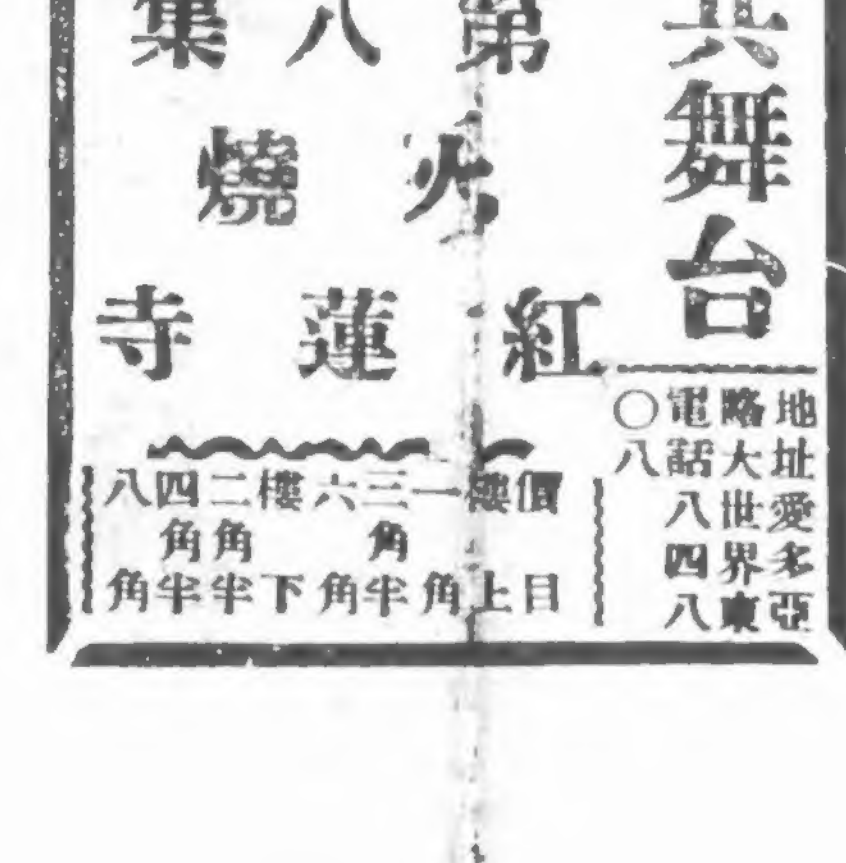 共舞台
地址愛多亞
路大世界東
電話八四八
〇八
第八集
火燒
紅蓮寺
價目
樓上
一角
三角半
六角
樓下
二角半
四角半
八角